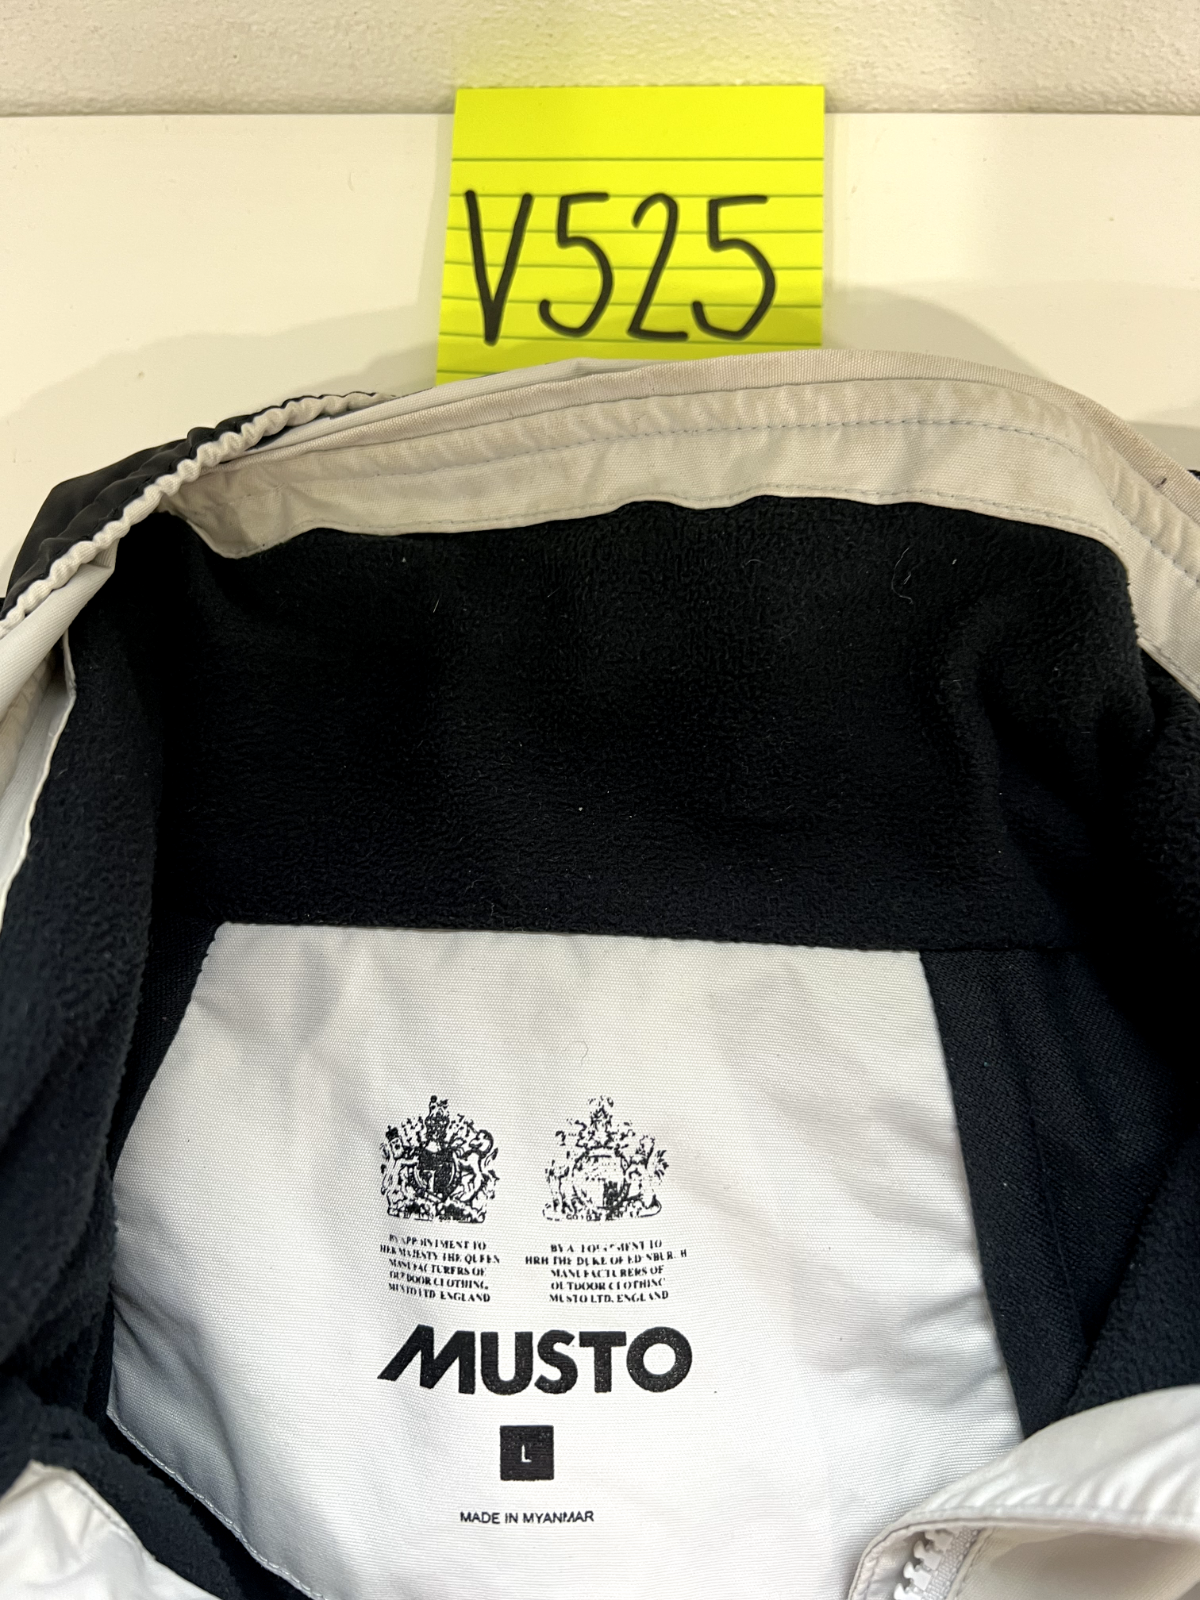 V525
BY APPOINTMENT TO
HER MAJESTY THE QUEEN
MANUFACTURERS OF
OUTDOOR CLOTHING,
MUSTO LTD, ENGLAND
BY APPOINTMENT TO
HRH THE DUKE OF EDINBURGH
MANUFACTURERS OF
OUTDOOR CLOTHING
MUSTO LTD, ENGLAND
MUSTO
L
MADE IN MYANMAR